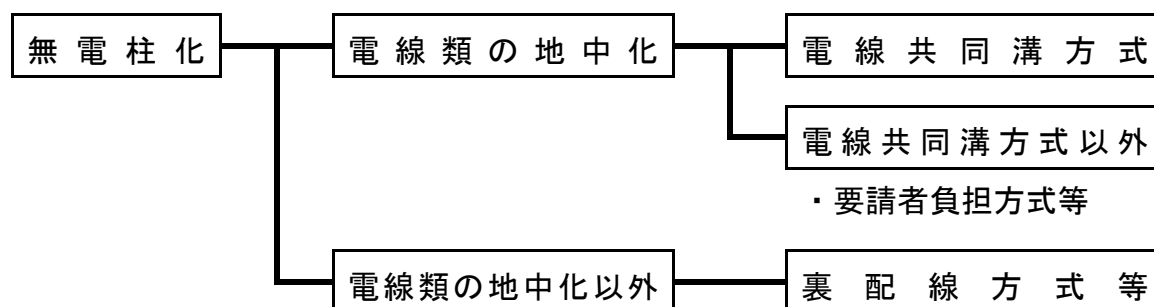 無電柱化
電線類の地中化
電線共同溝方式
電線共同溝方式以外
・要請者負担方式等
電線類の地中化以外
裏配線方式等